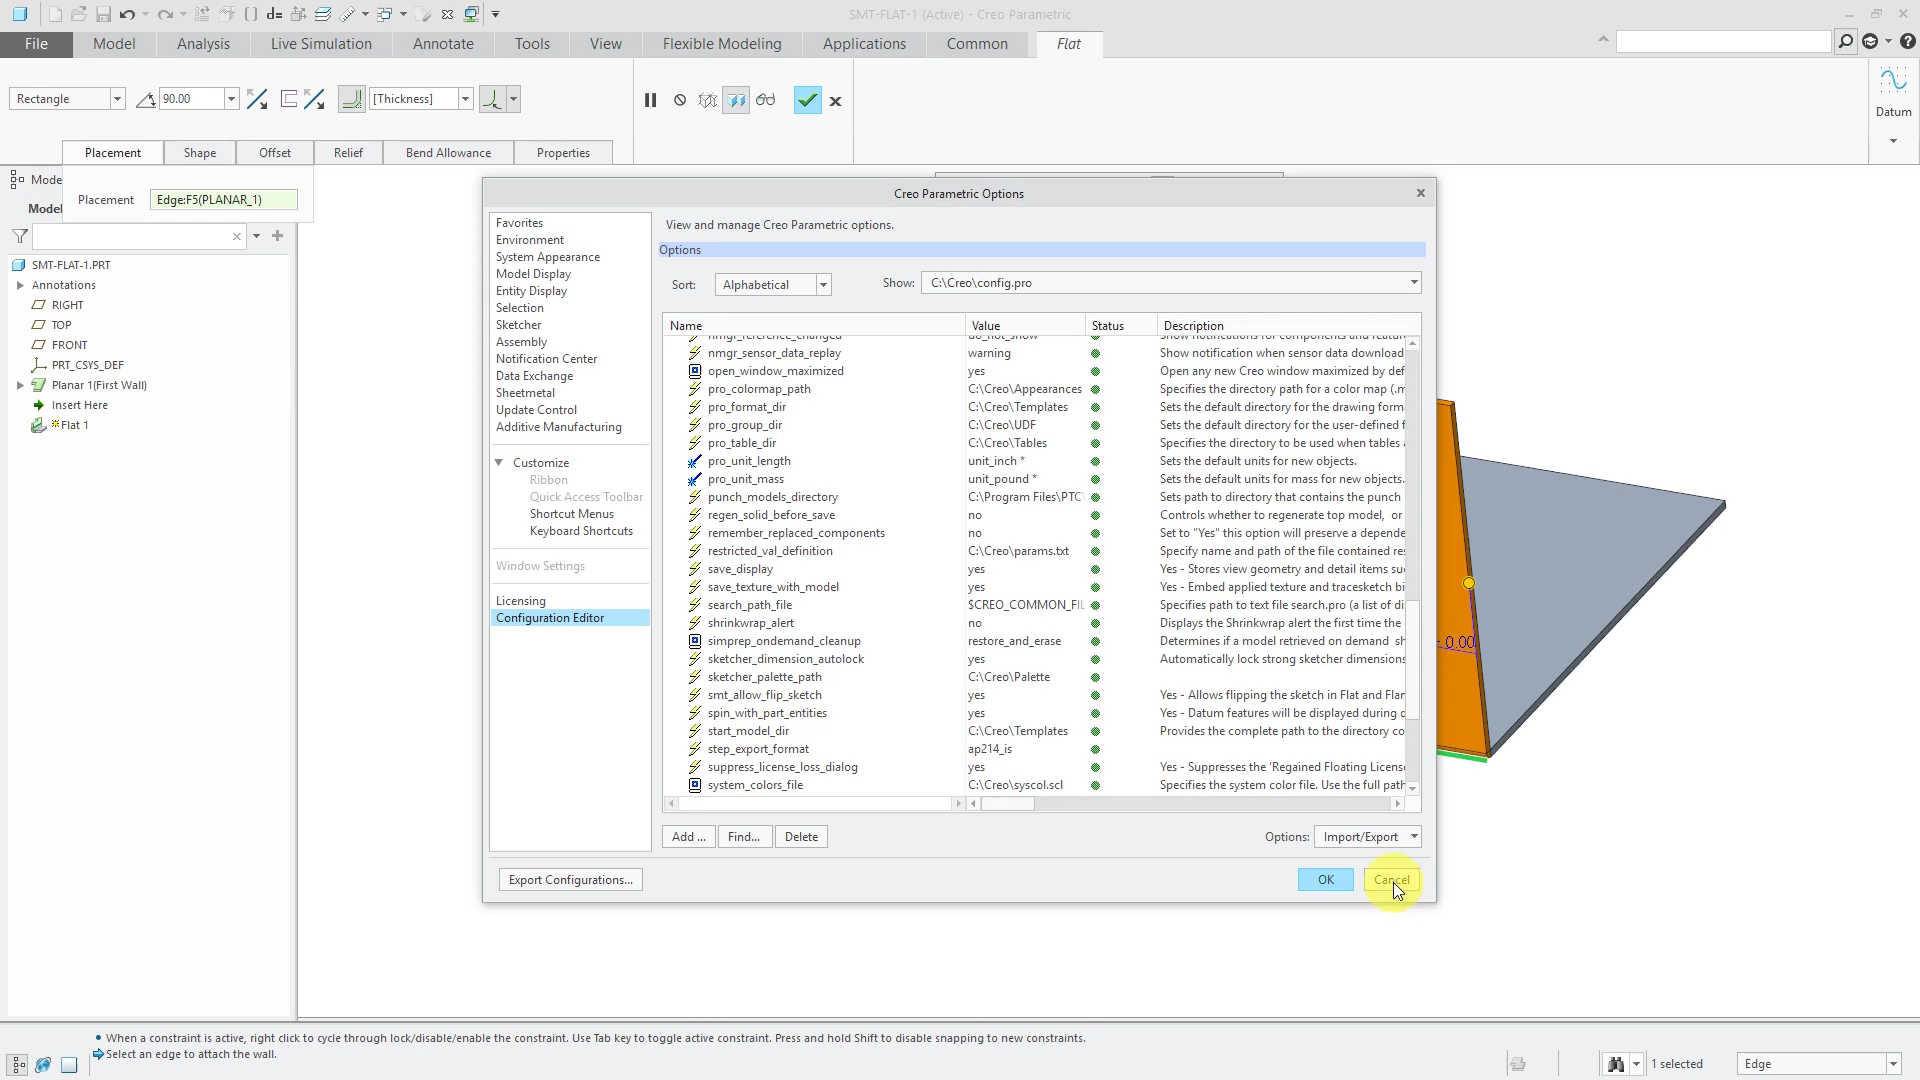 SMT-FLAT-1 (Active) - Creo Parametric
File Model Analysis Live Simulation Annotate Tools View Flexible Modeling Applications Common Flat
Rectangle 90.00 [Thickness]
Datum
Placement Shape Offset Relief Bend Allowance Properties
Mode
Placement Edge:F5(PLANAR_1)
Model
SMT-FLAT-1.PRT
Annotations
RIGHT
TOP
FRONT
PRT_CSYS_DEF
Planar 1(First Wall)
Insert Here
Flat 1
Creo Parametric Options
Favorites
Environment
System Appearance
Model Display
Entity Display
Selection
Sketcher
Assembly
Notification Center
Data Exchange
Sheetmetal
Update Control
Additive Manufacturing
Customize
Ribbon
Quick Access Toolbar
Shortcut Menus
Keyboard Shortcuts
Window Settings
Licensing
Configuration Editor
View and manage Creo Parametric options.
Options
Sort: Alphabetical Show: C:\Creo\config.pro
Name Value Status Description
nmgr_reference_changed do_not_show Show notifications for components and featur
nmgr_sensor_data_replay warning Show notification when sensor data download
open_window_maximized yes Open any new Creo window maximized by def
pro_colormap_path C:\Creo\Appearances Specifies the directory path for a color map (.m
pro_format_dir C:\Creo\Templates Sets the default directory for the drawing form
pro_group_dir C:\Creo\UDF Sets the default directory for the user-defined f
pro_table_dir C:\Creo\Tables Specifies the directory to be used when tables
pro_unit_length unit_inch * Sets the default units for new objects.
pro_unit_mass unit_pound * Sets the default units for mass for new objects.
punch_models_directory C:\Program Files\PTC\ Sets path to directory that contains the punch
regen_solid_before_save no Controls whether to regenerate top model, or
remember_replaced_components no Set to "Yes" this option will preserve a depende
restricted_val_definition C:\Creo\params.txt Specify name and path of the file contained res
save_display yes Yes - Stores view geometry and detail items su
save_texture_with_model yes Yes - Embed applied texture and tracesketch bi
search_path_file $CREO_COMMON_FIL Specifies path to text file search.pro (a list of di
shrinkwrap_alert no Displays the Shrinkwrap alert the first time the
simprep_ondemand_cleanup restore_and_erase Determines if a model retrieved on demand sh
sketcher_dimension_autolock yes Automatically lock strong sketcher dimensions
sketcher_palette_path C:\Creo\Palette
smt_allow_flip_sketch yes Yes - Allows flipping the sketch in Flat and Flan
spin_with_part_entities yes Yes - Datum features will be displayed during d
start_model_dir C:\Creo\Templates Provides the complete path to the directory co
step_export_format ap214_is
suppress_license_loss_dialog yes Yes - Suppresses the 'Regained Floating License
system_colors_file C:\Creo\syscol.scl Specifies the system color file. Use the full path
Add ... Find... Delete Options: Import/Export
Export Configurations... OK Cancel
0.00
When a constraint is active, right click to cycle through lock/disable/enable the constraint. Use Tab key to toggle active constraint. Press and hold Shift to disable snapping to new constraints.
Select an edge to attach the wall.
1 selected Edge